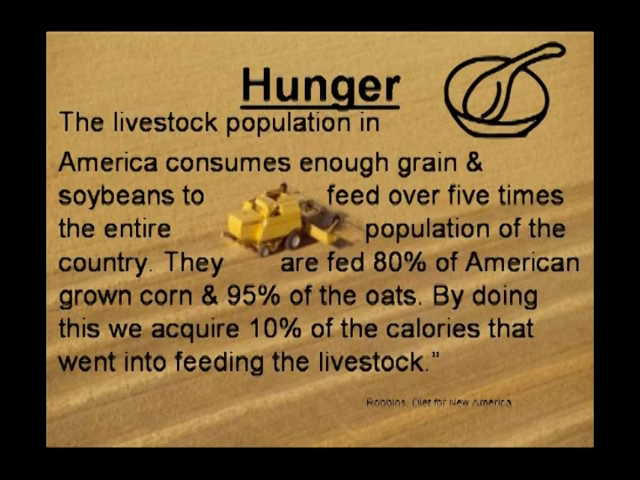 Hunger
The livestock population in
America consumes enough grain &
soybeans to feed over five times
the entire population of the
country. They are fed 80% of American
grown corn & 95% of the oats. By doing
this we acquire 10% of the calories that
went into feeding the livestock."
Robbins, Diet for New America